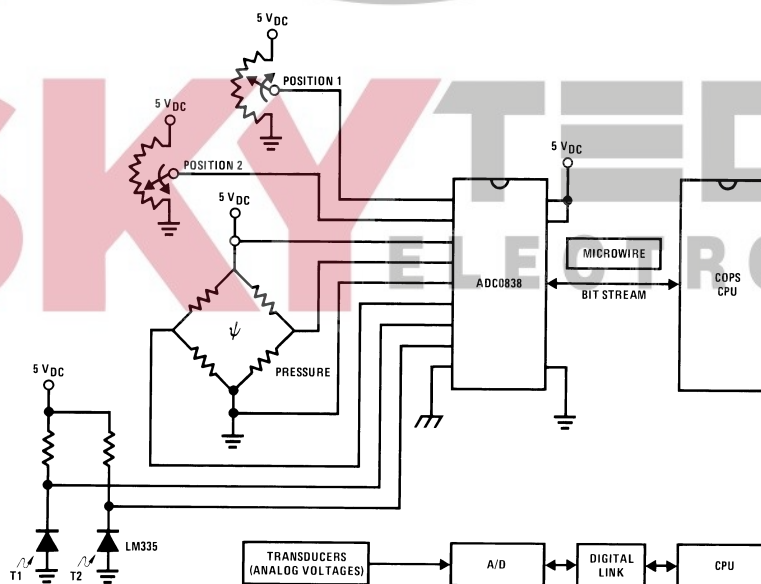 5 VDC
POSITION 1
5 VDC
POSITION 2
5 VDC
5 VDC
MICROWIRE
ADC0838
COPS
CPU
BIT STREAM
ψ
PRESSURE
5 VDC
T1
T2
LM335
TRANSDUCERS
(ANALOG VOLTAGES)
A/D
DIGITAL
LINK
CPU
SKYTED
ELECTRO